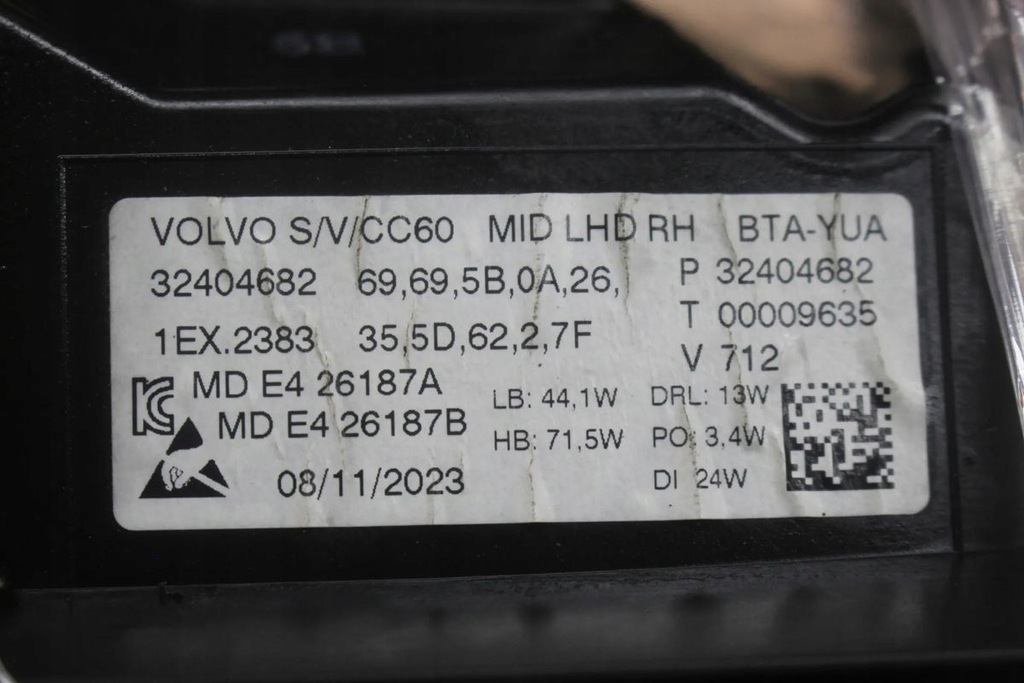 VOLVO S/V/CC60 MID LHD RH BTA-YUA
32404682 69,69,5B,0A,26, P 32404682
T 00009635
1EX.2383 35,5D,62,2,7F
V 712
MD E4 26187A LB: 44,1W DRL: 13W
MD E4 26187B HB: 71,5W PO: 3,4W
08/11/2023 DI 24W